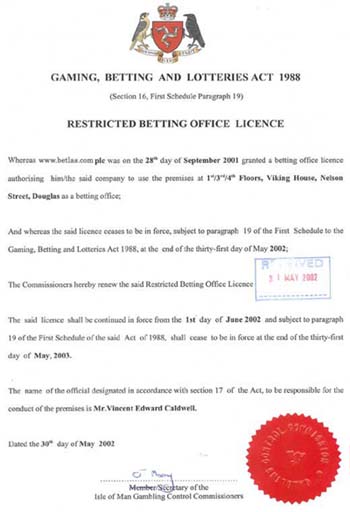 GAMING, BETTING AND LOTTERIES ACT 1988
(Section 16, First Schedule Paragraph 19)
RESTRICTED BETTING OFFICE LICENCE
Whereas www.betlas.com plc was on the 28th day of September 2001 granted a betting office licence
authorising him/the said company to use the premises at 1st/3rd/4th Floors, Viking House, Nelson
Street, Douglas as a betting office;
And whereas the said licence ceases to be in force, subject to paragraph 19 of the First Schedule to the
Gaming, Betting and Lotteries Act 1988, at the end of the thirty-first day of May 2002;
RECEIVED
31 MAY 2002
The Commissioners hereby renew the said Restricted Betting Office Licence
The said licence shall be continued in force from the 1st day of June 2002 and subject to paragraph
19 of the First Schedule of the said Act of 1988, shall cease to be in force at the end of the thirty-first
day of May, 2003.
The name of the official designated in accordance with section 17 of the Act, to be responsible for the
conduct of the premises is Mr.Vincent Edward Caldwell.
Dated the 30th day of May 2002
Member/Secretary of the
Isle of Man Gambling Control Commissioners